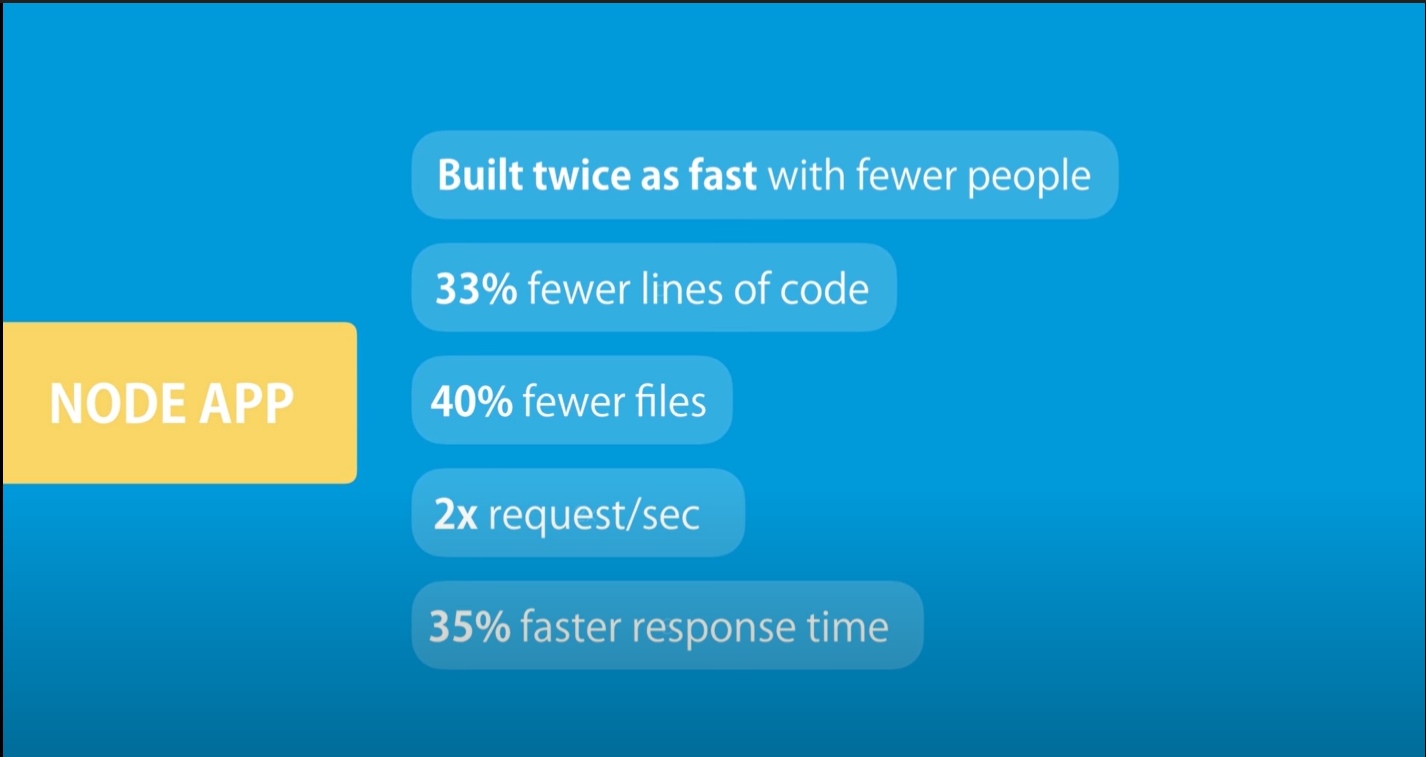 Built twice as fast with fewer people
33% fewer lines of code
NODE APP
40% fewer files
2x request/sec
35% faster response time